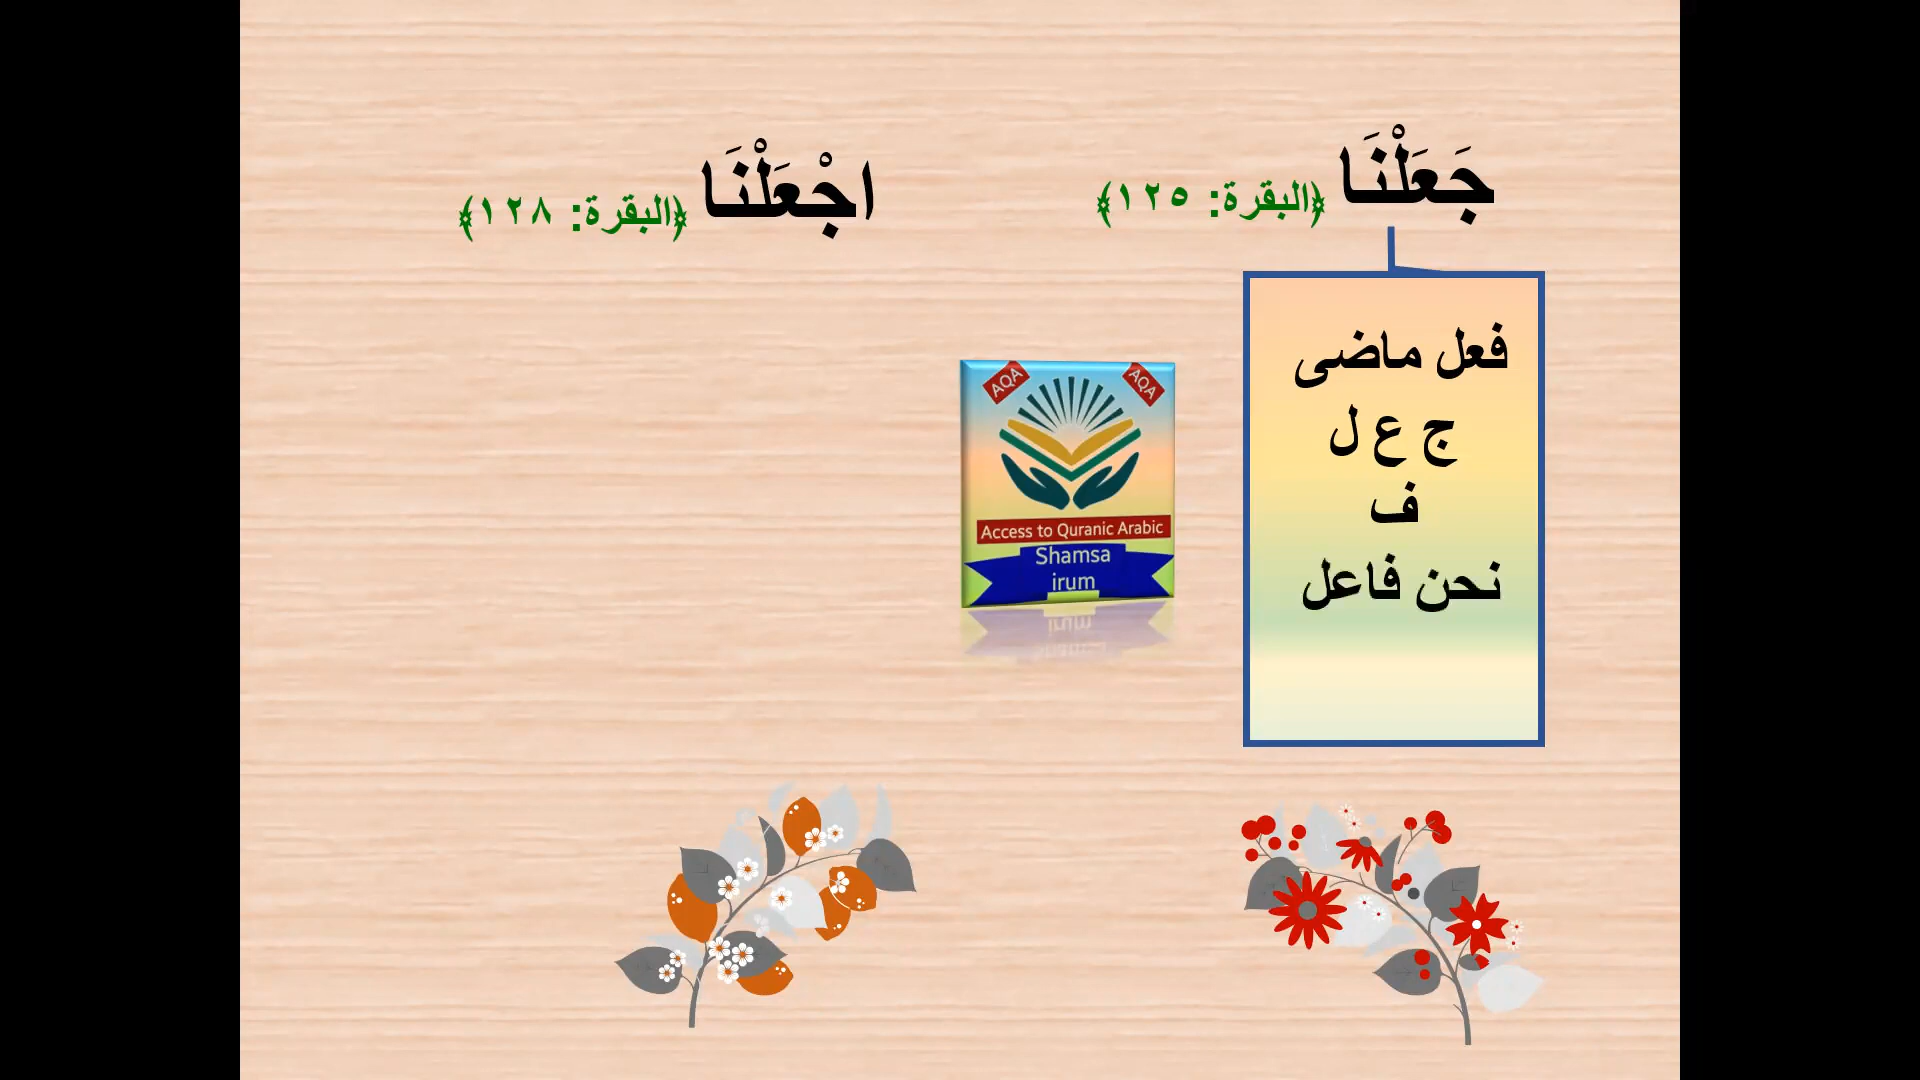 جَعَلْنَا ﴿البقرة: ١٢٥﴾
اجْعَلْنَا ﴿البقرة: ١٢٨﴾
فعل ماضى
ج ع ل
ف
نحن فاعل
AQA
AQA
Access to Quranic Arabic
Shamsa
irum